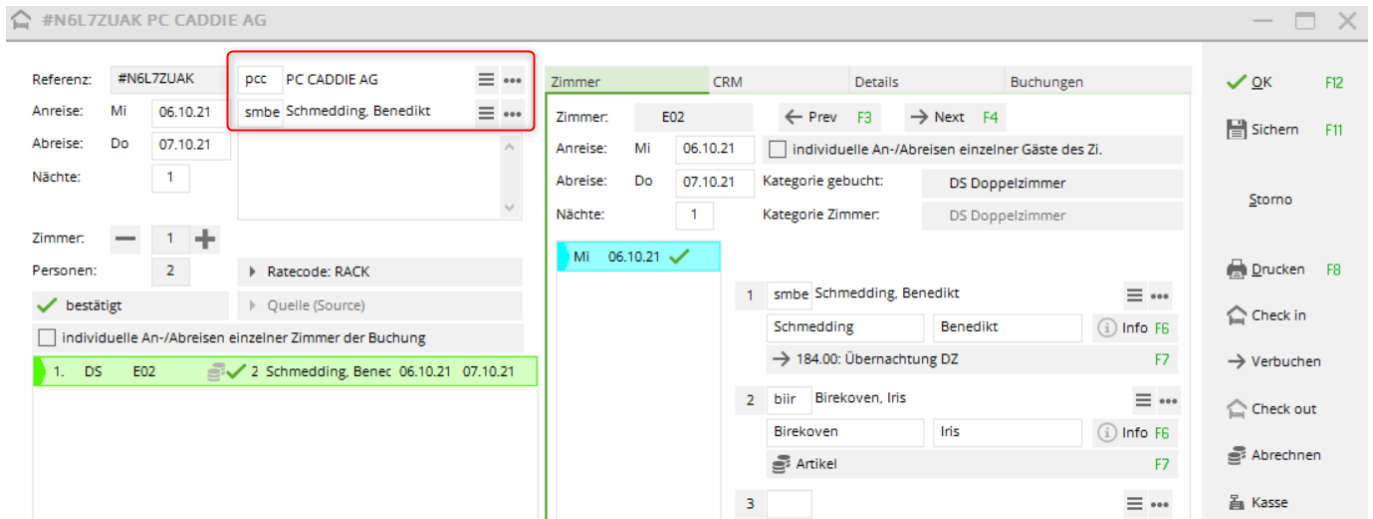 #N6L7ZUAK PC CADDIE AG
Referenz: #N6L7ZUAK pcc PC CADDIE AG
Anreise: Mi 06.10.21 smbe Schmedding, Benedikt
Abreise: Do 07.10.21
Nächte: 1
Zimmer: 1
Personen: 2 Ratecode: RACK
bestätigt Quelle (Source)
individuelle An-/Abreisen einzelner Zimmer der Buchung
1. DS E02 2 Schmedding, Benec 06.10.21 07.10.21
Zimmer CRM Details Buchungen
Zimmer: E02 Prev F3 Next F4
Anreise: Mi 06.10.21 individuelle An-/Abreisen einzelner Gäste des Zi.
Abreise: Do 07.10.21 Kategorie gebucht: DS Doppelzimmer
Nächte: 1 Kategorie Zimmer: DS Doppelzimmer
Mi 06.10.21
1 smbe Schmedding, Benedikt
Schmedding Benedikt Info F6
184.00: Übernachtung DZ F7
2 biir Birekoven, Iris
Birekoven Iris Info F6
Artikel F7
3
OK F12
Sichern F11
Storno
Drucken F8
Check in
Verbuchen
Check out
Abrechnen
Kasse